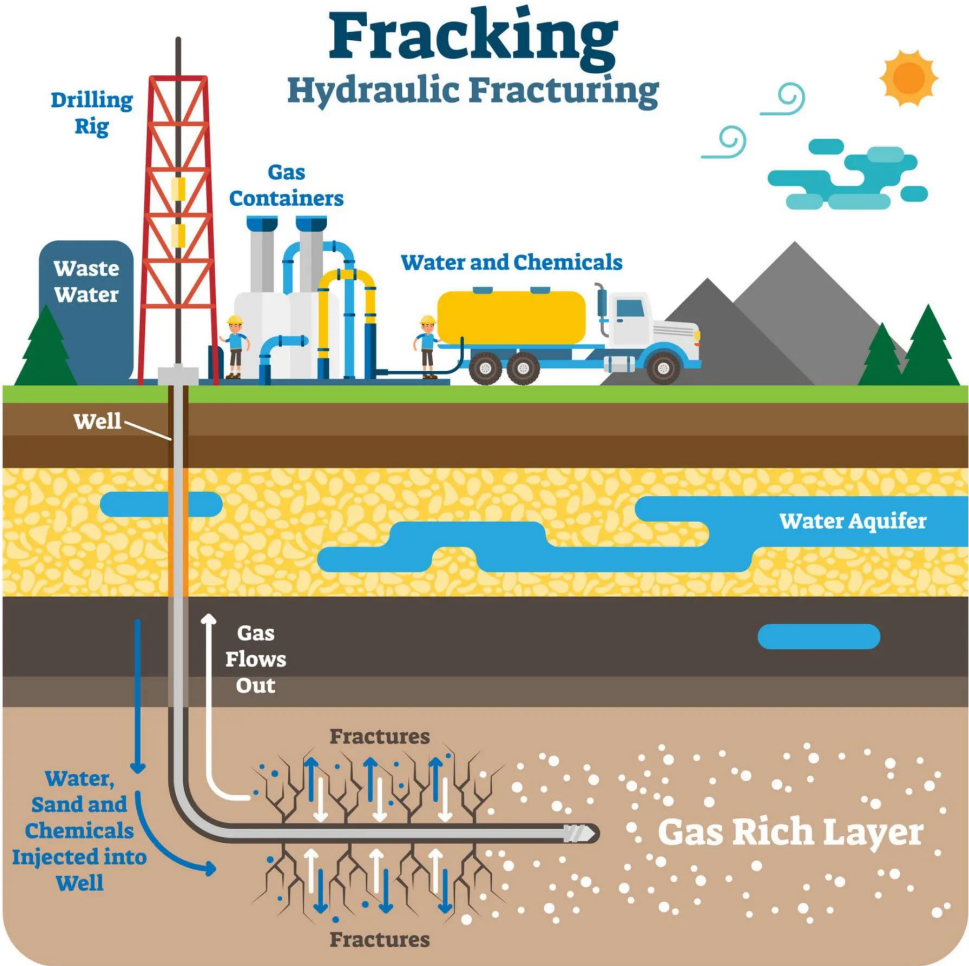 Fracking
Hydraulic Fracturing
Drilling
Rig
Gas
Containers
Waste
Water
Water and Chemicals
Well
Water Aquifer
Gas
Flows
Out
Fractures
Water,
Sand and
Chemicals
Injected into
Well
Gas Rich Layer
Fractures